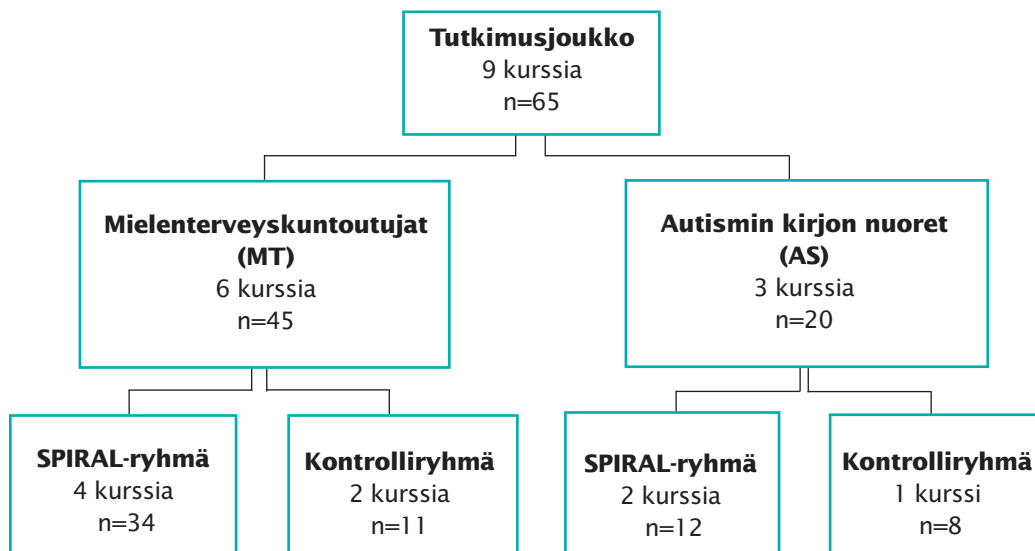 Tutkimusjoukko
9 kurssia
n=65
Mielenterveyskuntoutujat
(MT)
6 kurssia
n=45
Autismin kirjon nuoret
(AS)
3 kurssia
n=20
SPIRAL-ryhmä
4 kurssia
n=34
Kontrolliryhmä
2 kurssia
n=11
SPIRAL-ryhmä
2 kurssia
n=12
Kontrolliryhmä
1 kurssi
n=8